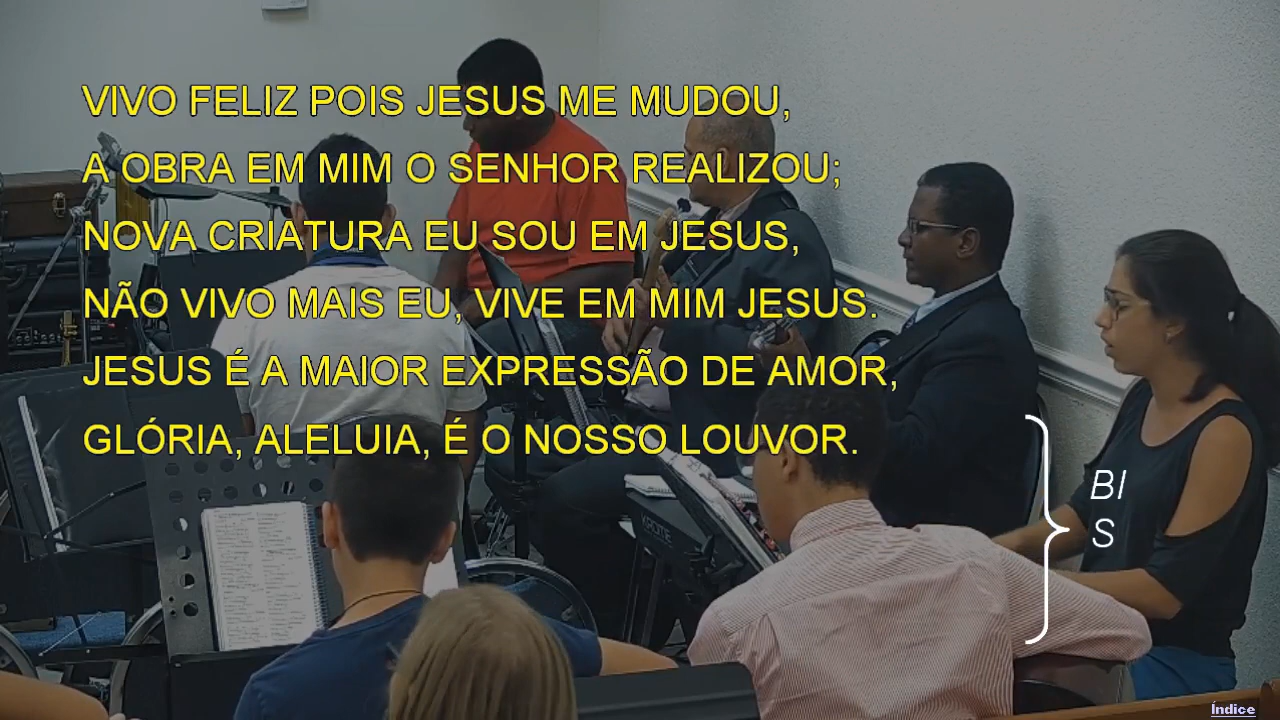 VIVO FELIZ POIS JESUS ME MUDOU,
A OBRA EM MIM O SENHOR REALIZOU;
NOVA CRIATURA EU SOU EM JESUS,
NÃO VIVO MAIS EU, VIVE EM MIM JESUS.
JESUS É A MAIOR EXPRESSÃO DE AMOR,
GLÓRIA, ALELUIA, É O NOSSO LOUVOR.
BI
S
KROME
Índice